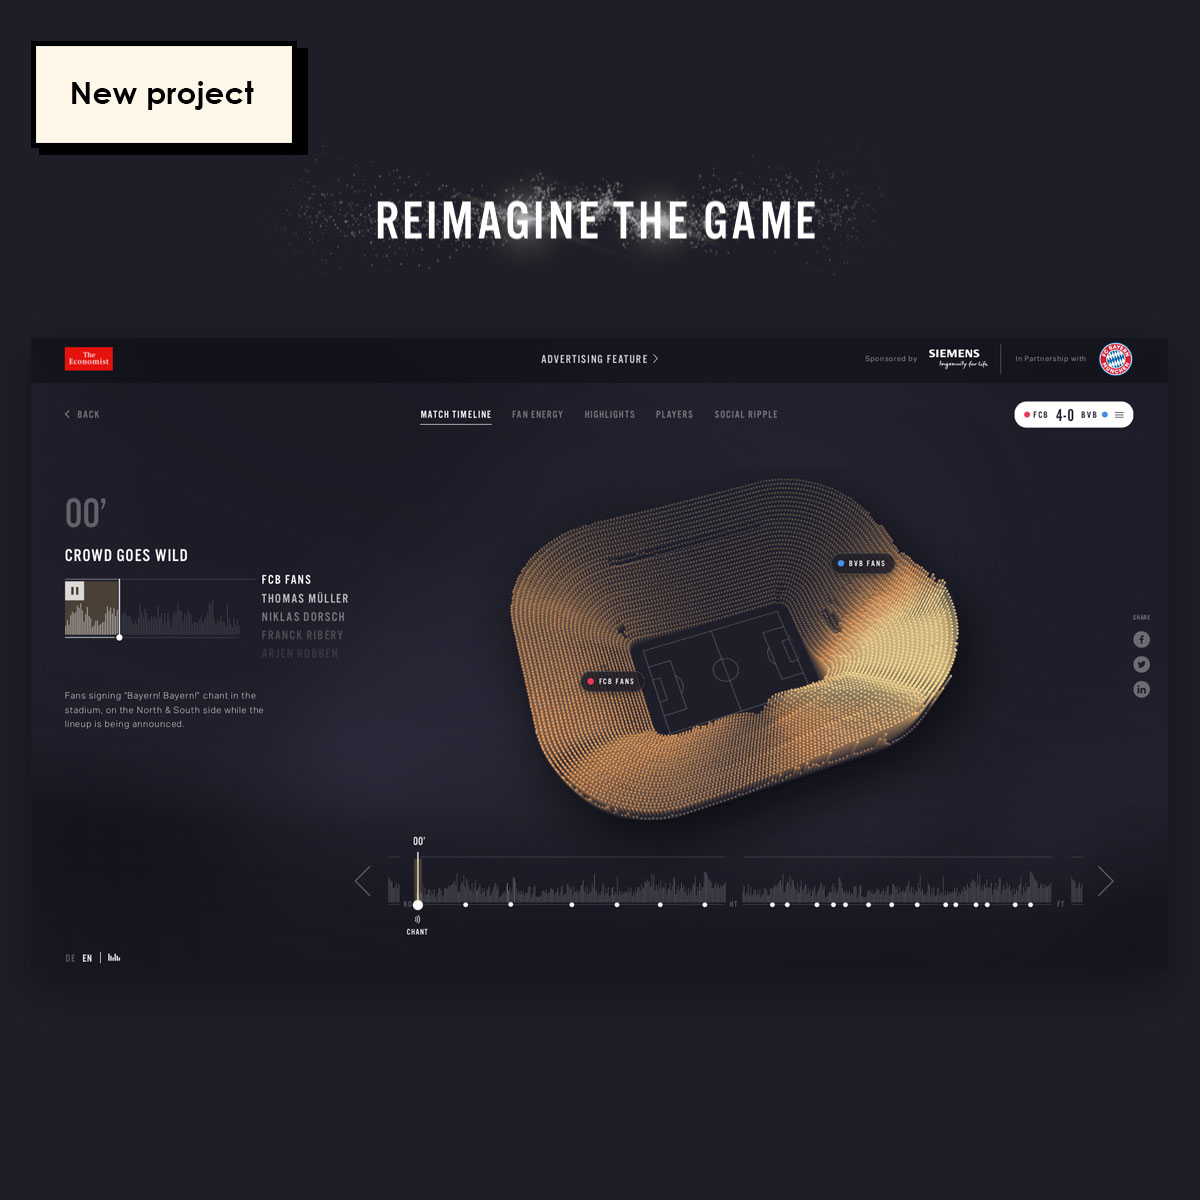 New project
REIMAGINE THE GAME
The
Economist
ADVERTISING FEATURE
Sponsored by
SIEMENS
Ingenuity for life
In Partnership with
FC BAYERN
MÜNCHEN
BACK
MATCH TIMELINE
FAN ENERGY
HIGHLIGHTS
PLAYERS
SOCIAL RIPPLE
FCB 4-0 BVB
00’
CROWD GOES WILD
FCB FANS
THOMAS MÜLLER
NIKLAS DORSCH
FRANCK RIBÉRY
ARJEN ROBBEN
Fans signing "Bayern! Bayern!" chant in the
stadium, on the North & South side while the
lineup is being announced.
BVB FANS
FCB FANS
SHARE
00'
HT
FT
CHANT
DE EN